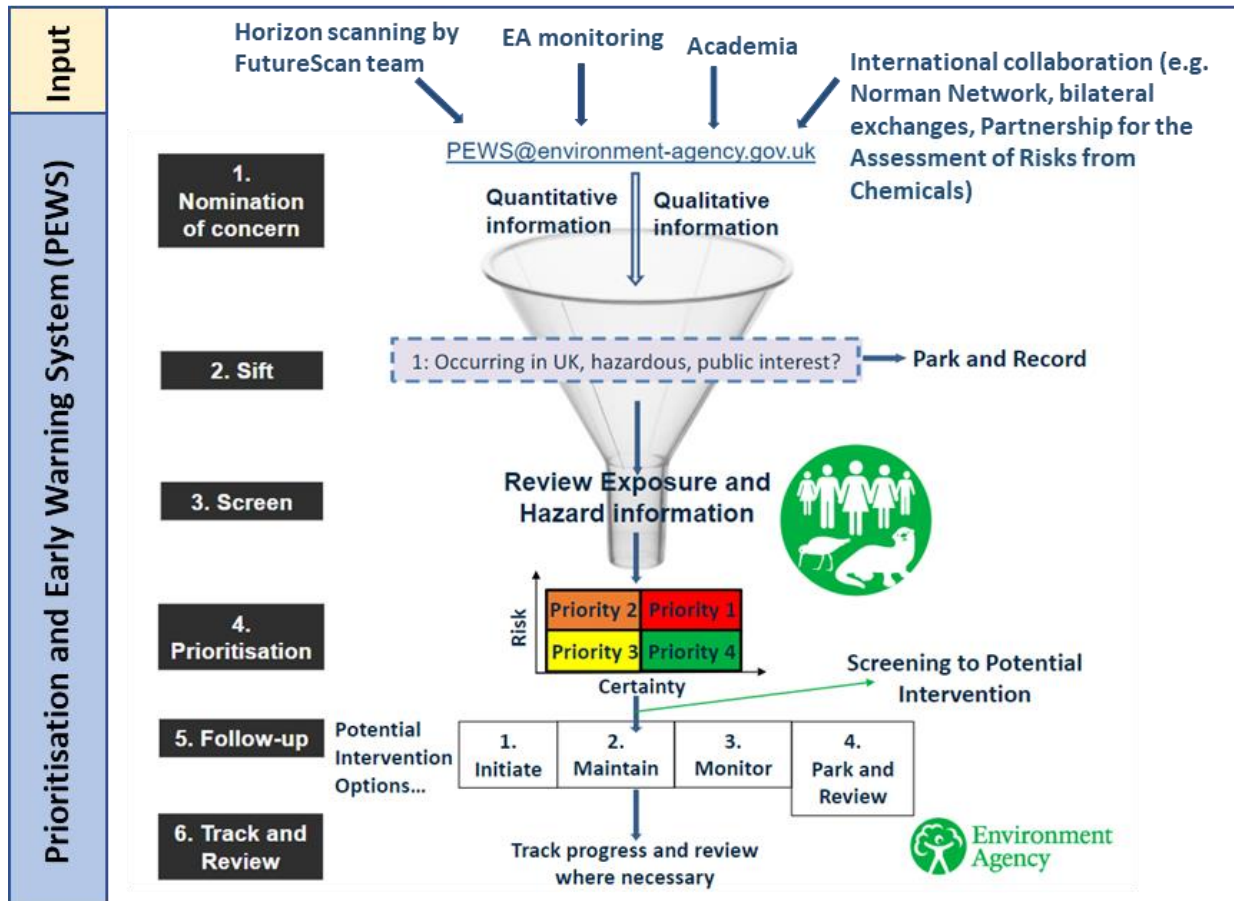 Input
Prioritisation and Early Warning System (PEWS)
Horizon scanning by
FutureScan team
EA monitoring
Academia
International collaboration (e.g.
Norman Network, bilateral
exchanges, Partnership for the
Assessment of Risks from
Chemicals)
PEWS@environment-agency.gov.uk
1.
Nomination
of concern
Quantitative
information
Qualitative
information
2. Sift
1: Occurring in UK, hazardous, public interest?
Park and Record
3. Screen
Review Exposure and
Hazard information
4.
Prioritisation
Risk
Priority 2
Priority 1
Priority 3
Priority 4
Certainty
Screening to Potential
Intervention
5. Follow-up
Potential
Intervention
Options...
1.
Initiate
2.
Maintain
3.
Monitor
4.
Park and
Review
6. Track and
Review
Track progress and review
where necessary
Environment
Agency